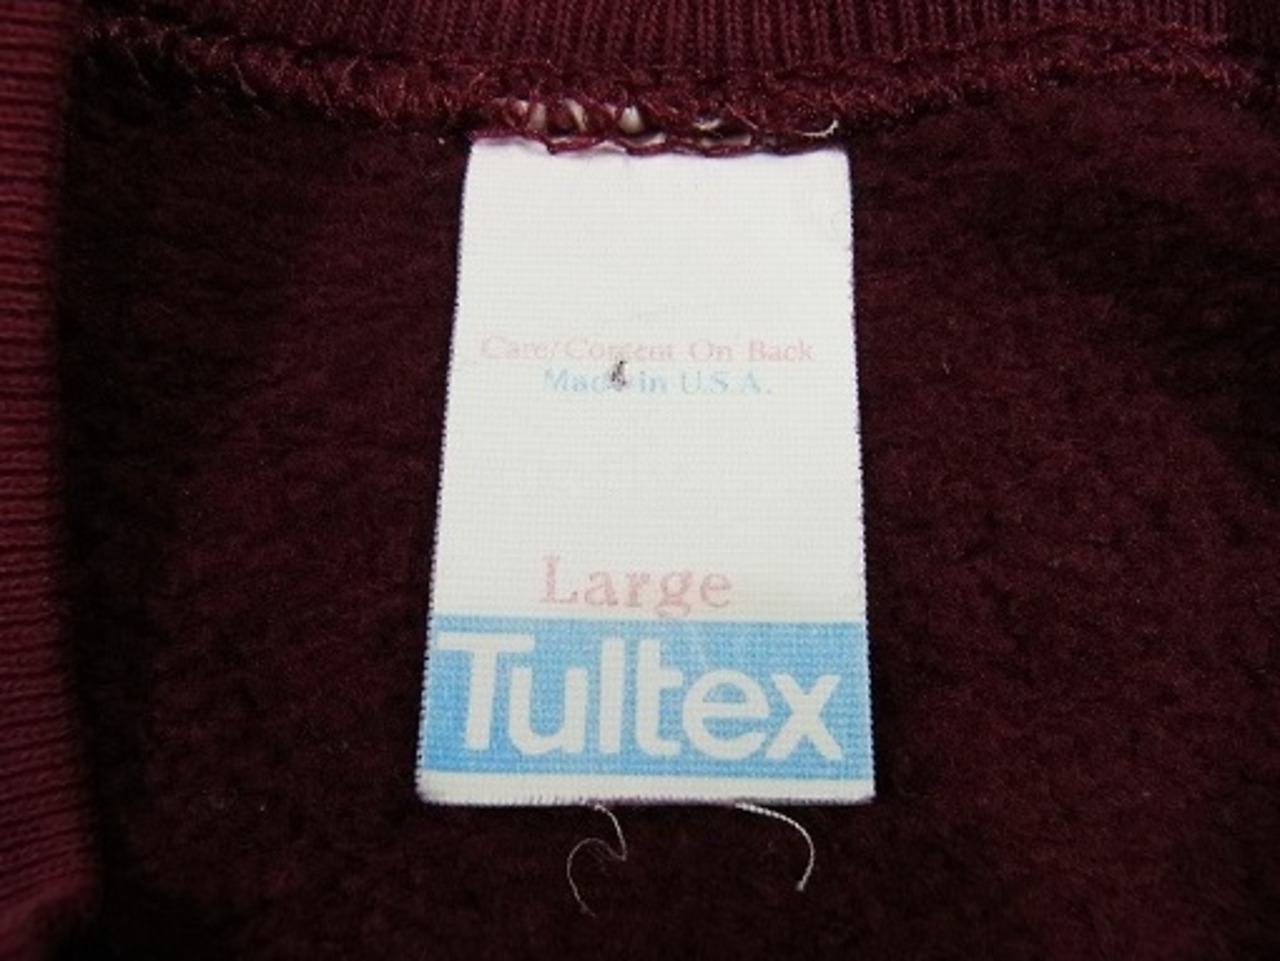 Care/Content On Back
Made in U.S.A.
Large
Tultex